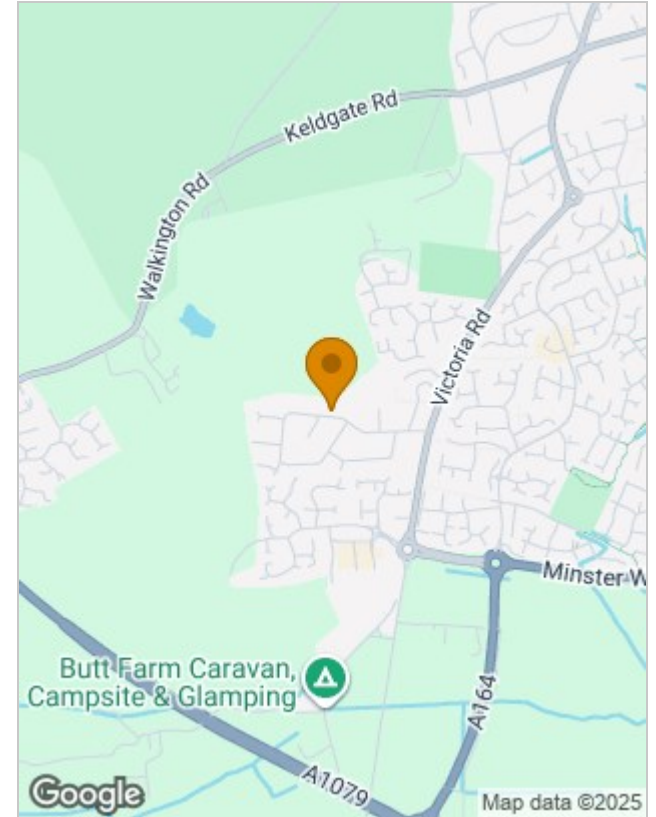 Keldgate Rd
Walkington Rd
Victoria Rd
Minster W
Butt Farm Caravan,
Campsite & Glamping
A164
A1079
Google
Map data ©2025